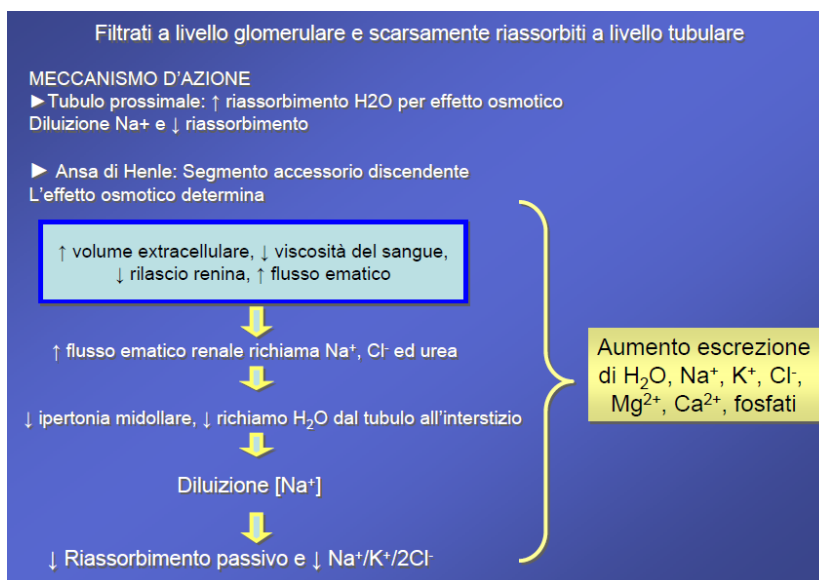 Filtrati a livello glomerulare e scarsamente riassorbiti a livello tubulare
MECCANISMO D'AZIONE
►Tubulo prossimale: ↑ riassorbimento H2O per effetto osmotico
Diluizione Na+ e ↓ riassorbimento
► Ansa di Henle: Segmento accessorio discendente
L'effetto osmotico determina
↑ volume extracellulare, ↓ viscosità del sangue,
↓ rilascio renina, ↑ flusso ematico
↑ flusso ematico renale richiama Na⁺, Cl⁻ ed urea
↓ ipertonia midollare, ↓ richiamo H₂O dal tubulo all'interstizio
Diluizione [Na⁺]
↓ Riassorbimento passivo e ↓ Na⁺/K⁺/2Cl⁻
Aumento escrezione
di H₂O, Na⁺, K⁺, Cl⁻,
Mg²⁺, Ca²⁺, fosfati